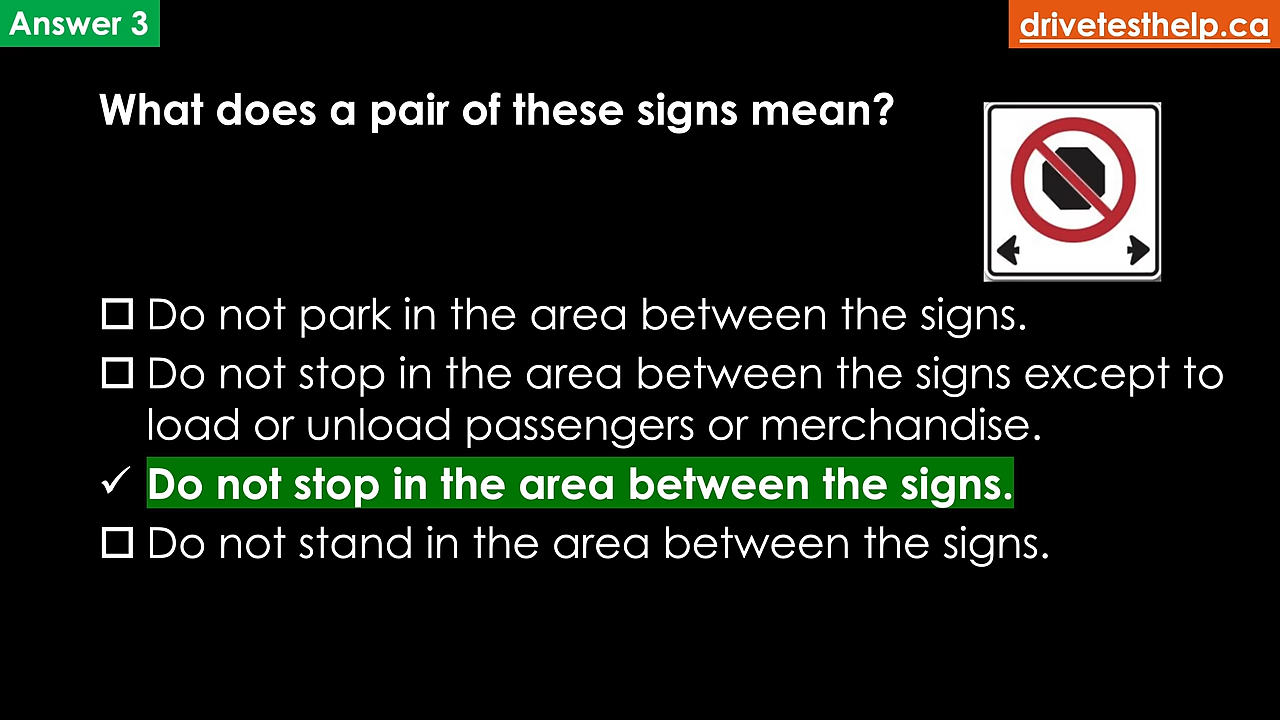 Answer 3
drivetesthelp.ca
What does a pair of these signs mean?
Do not park in the area between the signs.
Do not stop in the area between the signs except to
load or unload passengers or merchandise.
Do not stop in the area between the signs.
Do not stand in the area between the signs.